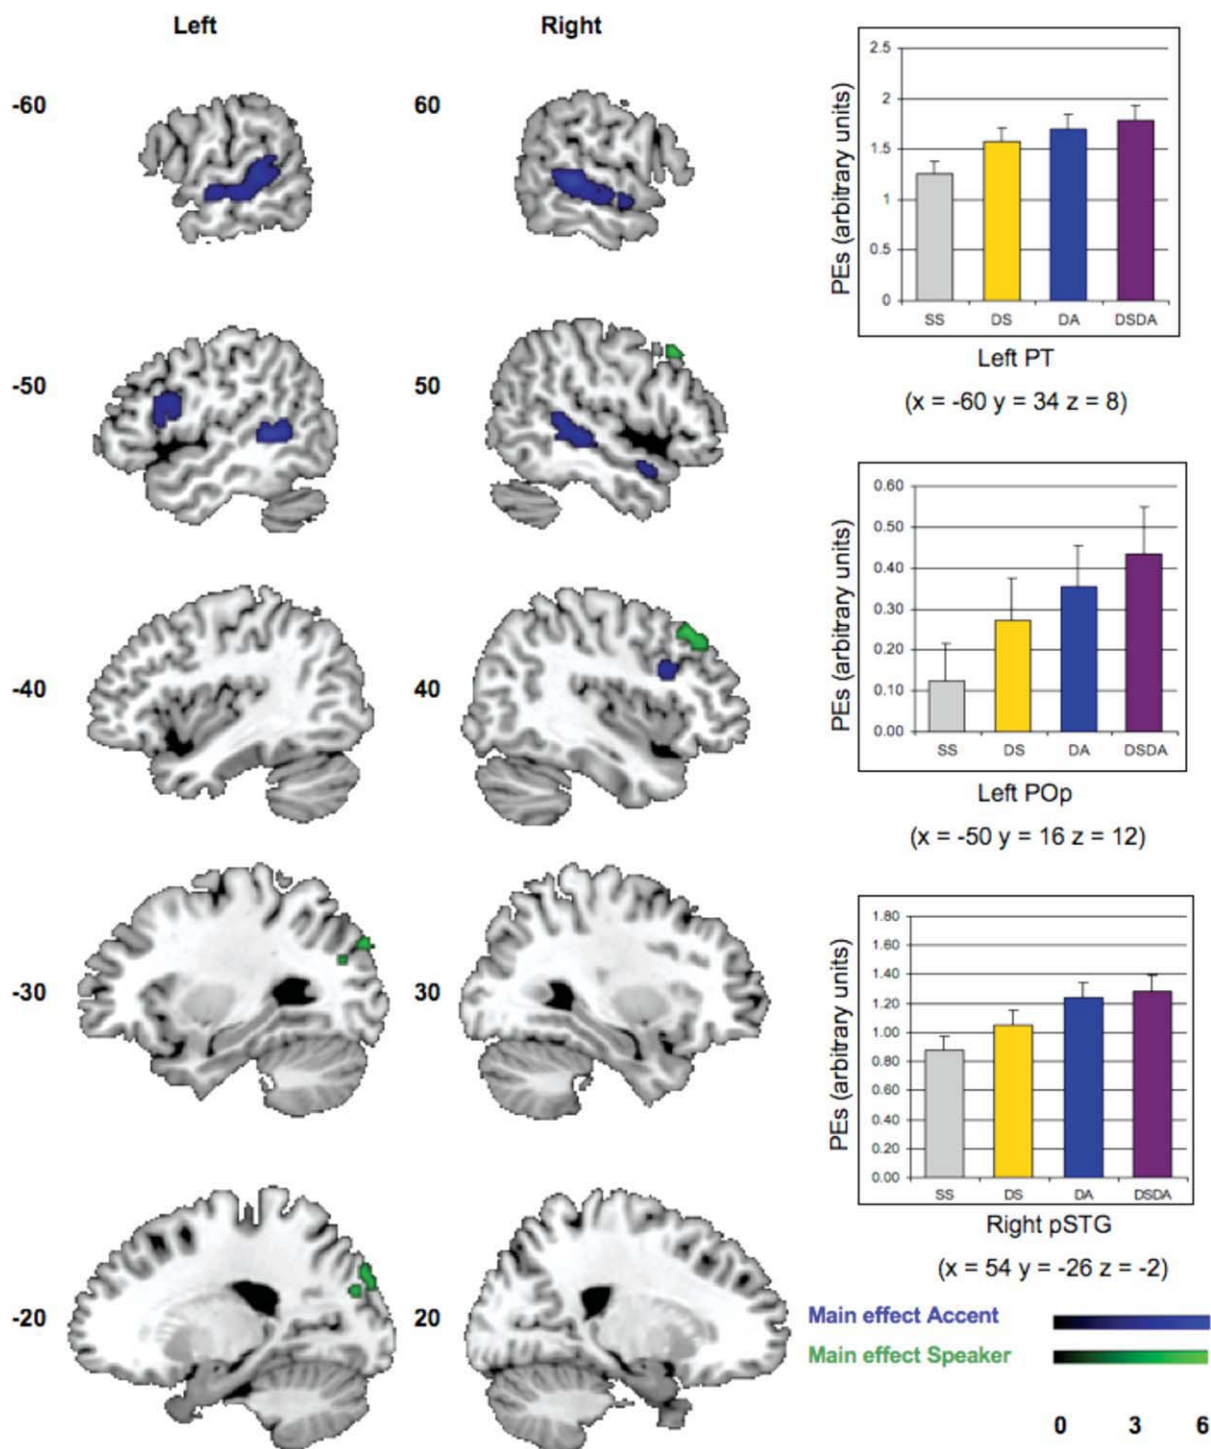 Left
Right
-60
60
-50
50
-40
40
-30
30
-20
20
2.5
2
1.5
1
0.5
0
PEs (arbitrary units)
SS DS DA DSDA
Left PT
(x = -60 y = 34 z = 8)
0.60
0.50
0.40
0.30
0.20
0.10
0.00
PEs (arbitrary units)
SS DS DA DSDA
Left POp
(x = -50 y = 16 z = 12)
1.80
1.60
1.40
1.20
1.00
0.80
0.60
0.40
0.20
0.00
PEs (arbitrary units)
SS DS DA DSDA
Right pSTG
(x = 54 y = -26 z = -2)
Main effect Accent
Main effect Speaker
0 3 6